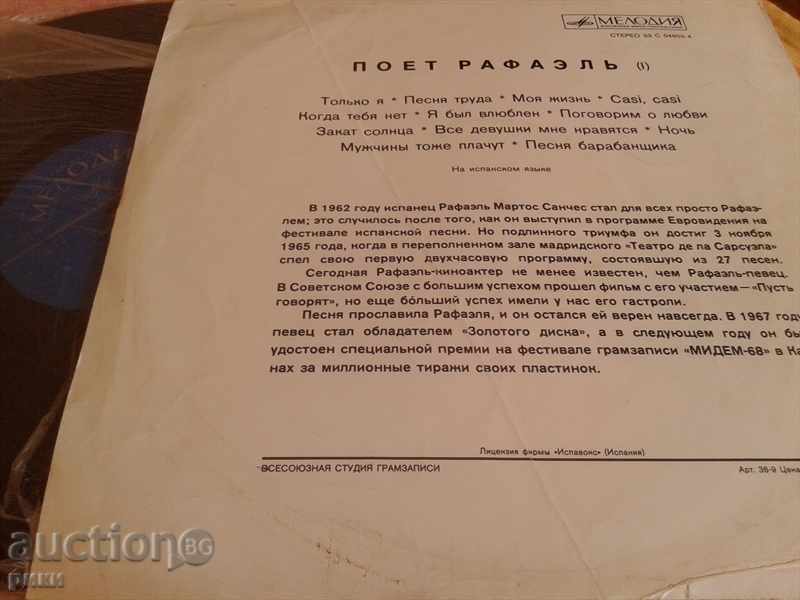 МЕЛОДИЯ
СТЕРЕО 33 С
ПОЕТ РАФАЭЛЬ (I)
Только я * Песня труда * Моя жизнь * Casi, casi
Когда тебя нет * Я был влюблен * Поговорим о любви
Закат солнца * Все девушки мне нравятся * Ночь
Мужчины тоже плачут * Песня барабанщика
На испанском языке
В 1962 году испанец Рафаэль Мартос Санчес стал для всех просто Рафаэ-
лем; это случилось после того, как он выступил в программе Евровидения на
фестивале испанской песни. Но подлинного триумфа он достиг 3 ноября
1965 года, когда в переполненном зале мадридского «Театро де ла Сарсуэла»
спел свою первую двухчасовую программу, состоявшую из 27 песен.
Сегодная Рафаэль-киноактер не менее известен, чем Рафаэль-певец.
В Советском Союзе с большим успехом прошел фильм с его участием—«Пусть
говорят», но еще бо́льший успех имели у нас его гастроли.
Песня прославила Рафаэля, и он остался ей верен навсегда. В 1967 году
певец стал обладателем «Золотого диска», а в следующем году он бы
удостоен специальной премии на фестивале грамзаписи «МИДЕМ-68» в Ка
нах за миллионные тиражи своих пластинок.
Лицензия фирмы «Испавокс» (Испания)
ВСЕСОЮЗНАЯ СТУДИЯ ГРАМЗАПИСИ
Арт. 36-9 Цена
МЕЛОДИЯ
auction BG
рики